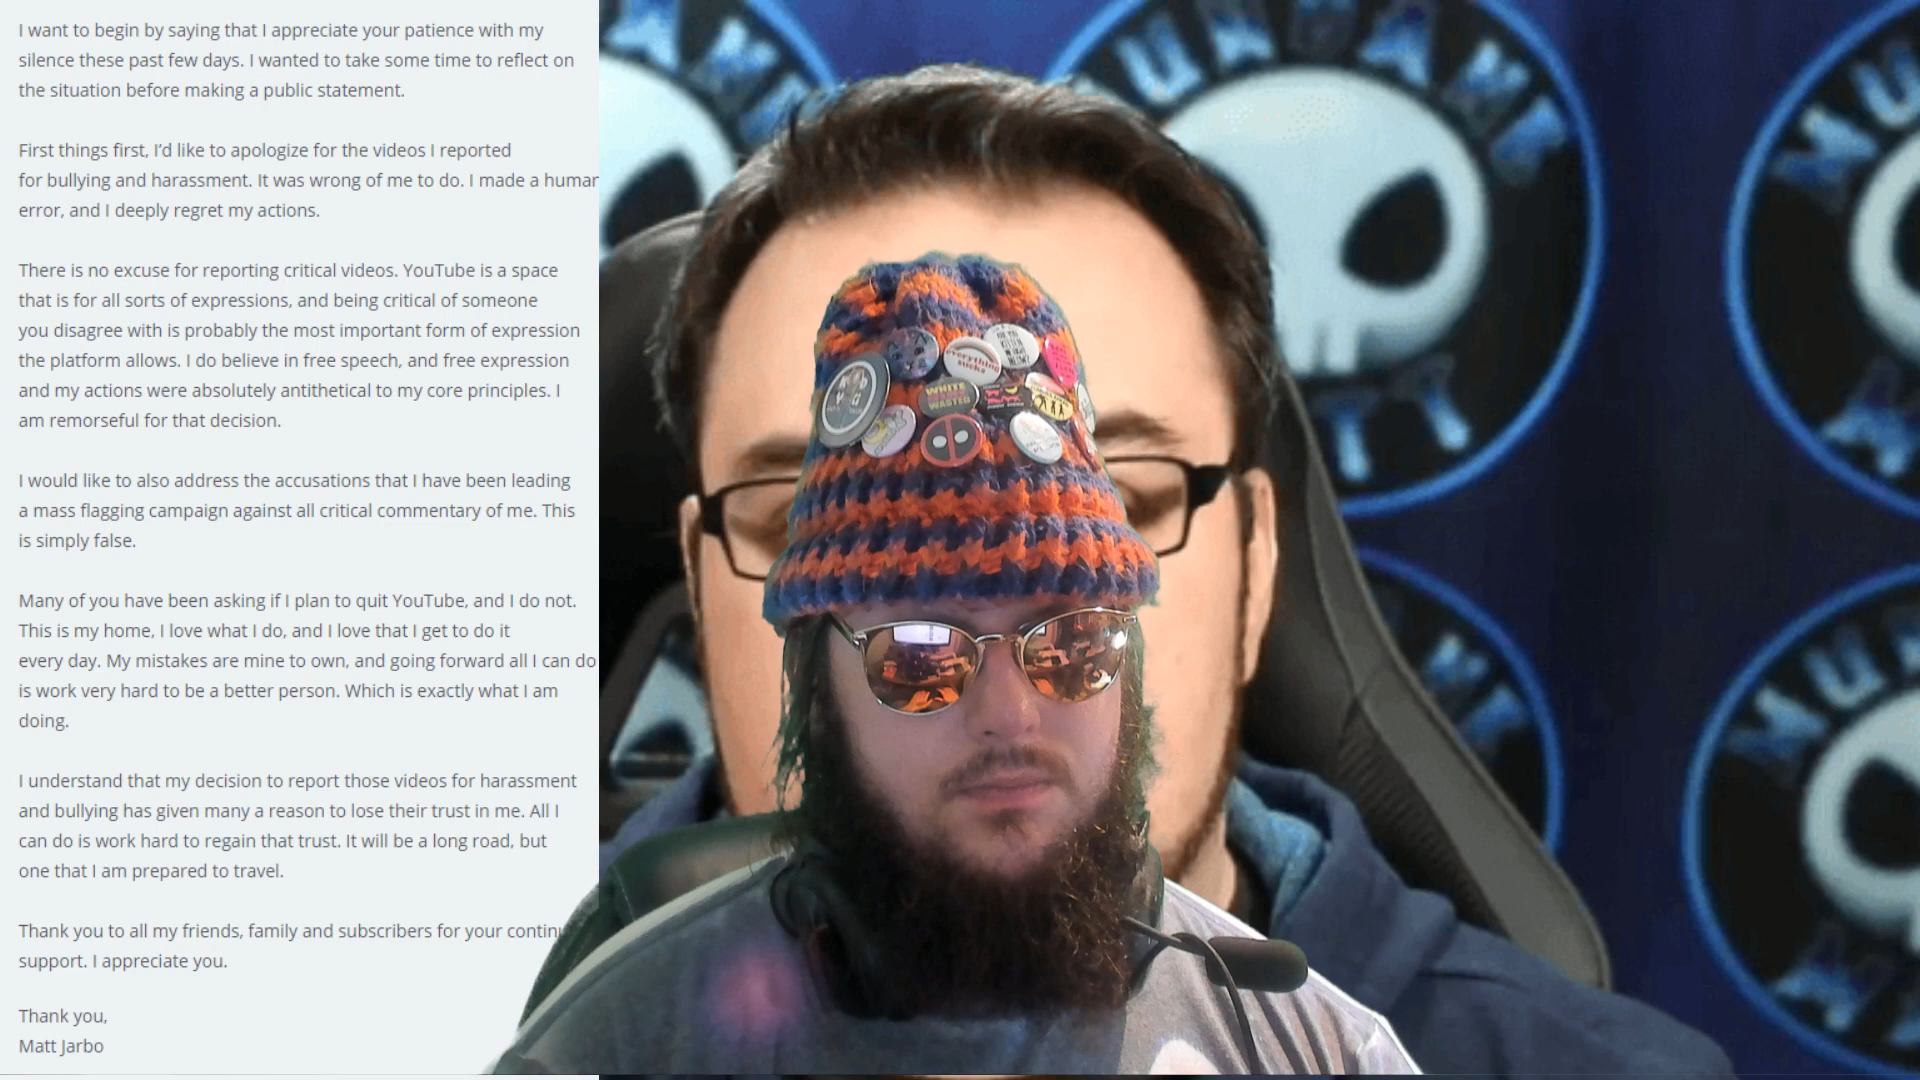 I want to begin by saying that I appreciate your patience with my
silence these past few days. I wanted to take some time to reflect on
the situation before making a public statement.
First things first, I’d like to apologize for the videos I reported
for bullying and harassment. It was wrong of me to do. I made a human
error, and I deeply regret my actions.
There is no excuse for reporting critical videos. YouTube is a space
that is for all sorts of expressions, and being critical of someone
you disagree with is probably the most important form of expression
the platform allows. I do believe in free speech, and free expression
and my actions were absolutely antithetical to my core principles. I
am remorseful for that decision.
I would like to also address the accusations that I have been leading
a mass flagging campaign against all critical commentary of me. This
is simply false.
Many of you have been asking if I plan to quit YouTube, and I do not.
This is my home, I love what I do, and I love that I get to do it
every day. My mistakes are mine to own, and going forward all I can do
is work very hard to be a better person. Which is exactly what I am
doing.
I understand that my decision to report those videos for harassment
and bullying has given many a reason to lose their trust in me. All I
can do is work hard to regain that trust. It will be a long road, but
one that I am prepared to travel.
Thank you to all my friends, family and subscribers for your
support. I appreciate you.
Thank you,
Matt Jarbo
MUNDANE
MATT
everything
sucks
WHITE
WASTED